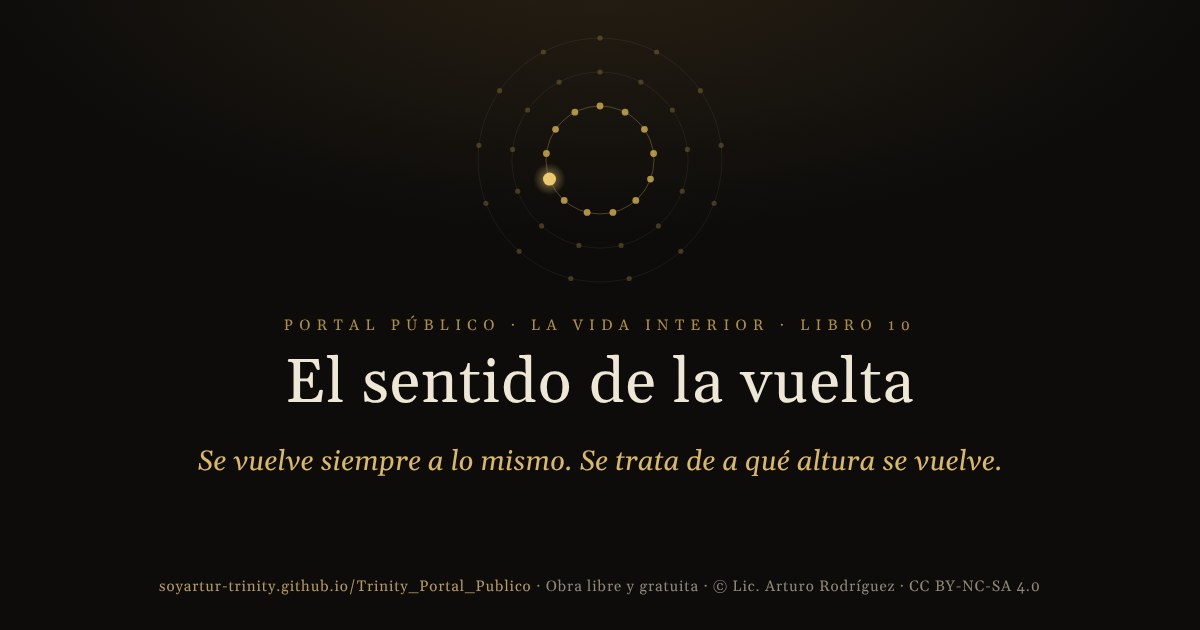 PORTAL PÚBLICO · LA VIDA INTERIOR · LIBRO 10
El sentido de la vuelta
Se vuelve siempre a lo mismo. Se trata de a qué altura se vuelve.
soyartur-trinity.github.io/Trinity_Portal_Publico · Obra libre y gratuita · © Lic. Arturo Rodríguez · CC BY-NC-SA 4.0